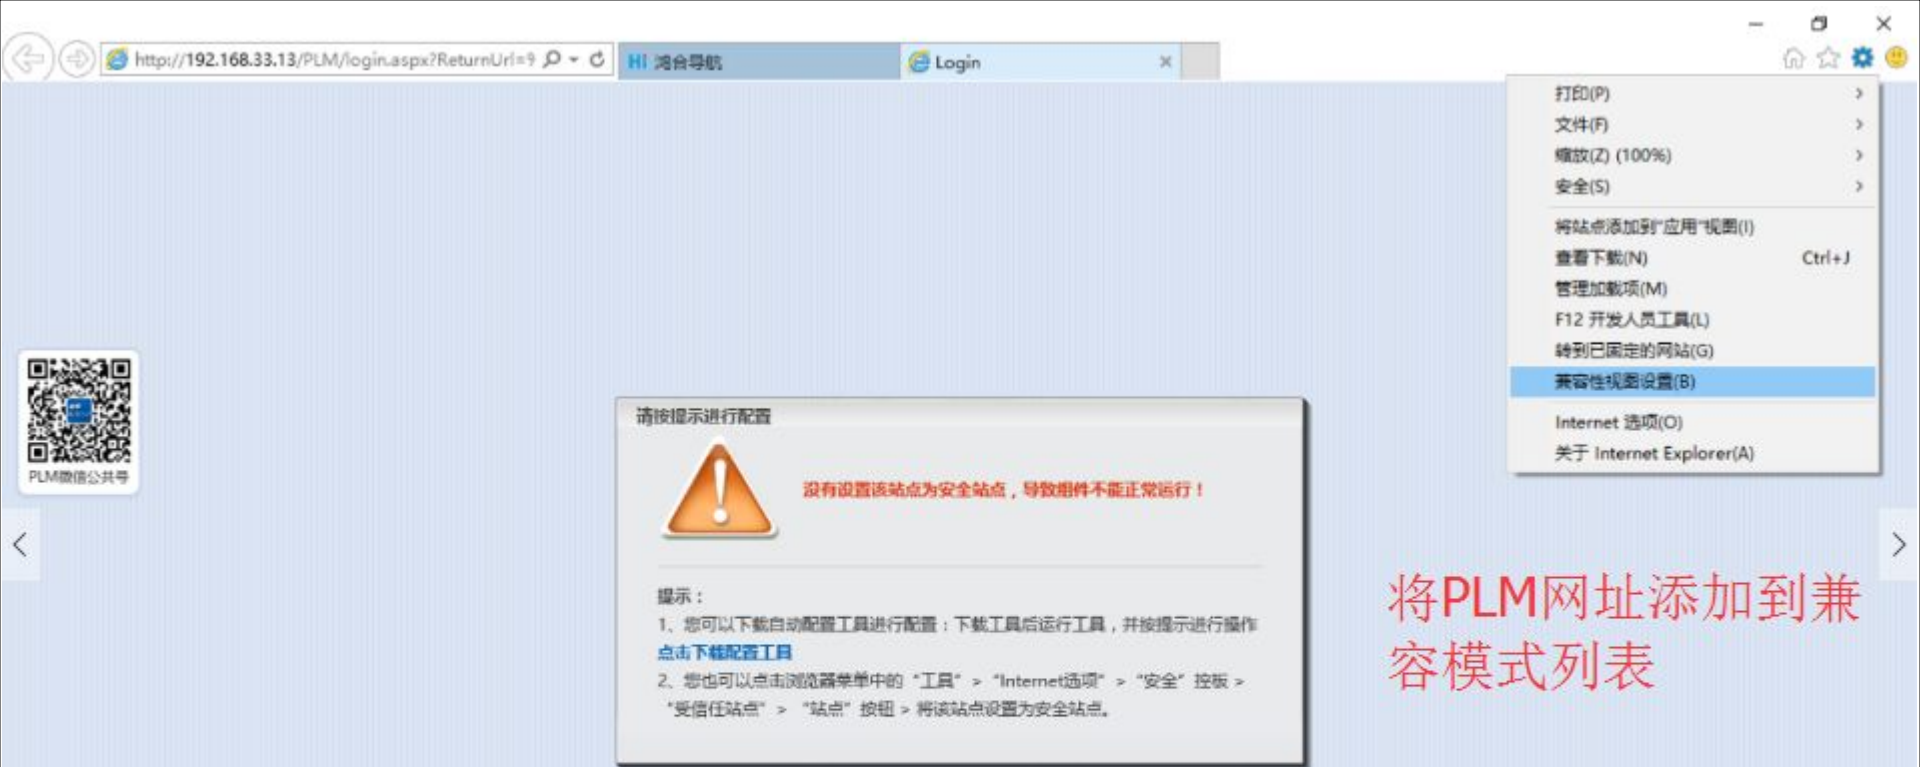 http://192.168.33.13/PLM/login.aspx?ReturnUrl=9
Hi 鸿合导航
Login
打印(P)
文件(F)
缩放(Z) (100%)
安全(S)
将站点添加到"应用"视图(I)
查看下载(N) Ctrl+J
管理加载项(M)
F12 开发人员工具(L)
转到已固定的网站(G)
兼容性视图设置(B)
Internet 选项(O)
关于 Internet Explorer(A)
PLM微信公共号
请按提示进行配置
没有设置该站点为安全站点，导致组件不能正常运行！
提示：
1、您可以下载自动配置工具进行配置：下载工具后运行工具，并按提示进行操作
点击下载配置工具
2、您也可以点击浏览器菜单中的“工具” > “Internet选项” > “安全” 控板 >
“受信任站点” > “站点” 按钮 > 将该站点设置为安全站点。
将PLM网址添加到兼
容模式列表